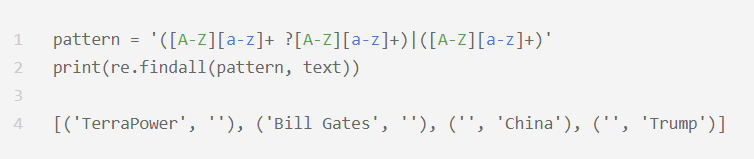 1 pattern = '([A-Z][a-z]+ ?[A-Z][a-z]+)|([A-Z][a-z]+)'
2 print(re.findall(pattern, text))
3
4 [('TerraPower', ''), ('Bill Gates', ''), ('', 'China'), ('', 'Trump')]